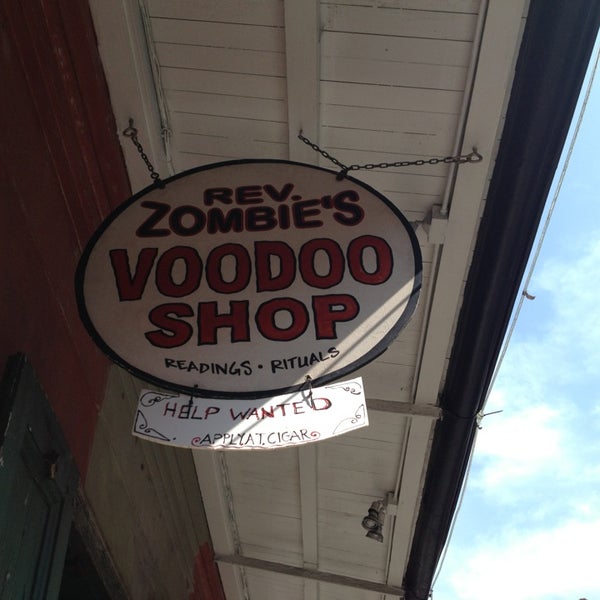 REV.
ZOMBIE'S
VOODOO
SHOP
READINGS • RITUALS
HELP WANTED
APPLY AT CIGAR